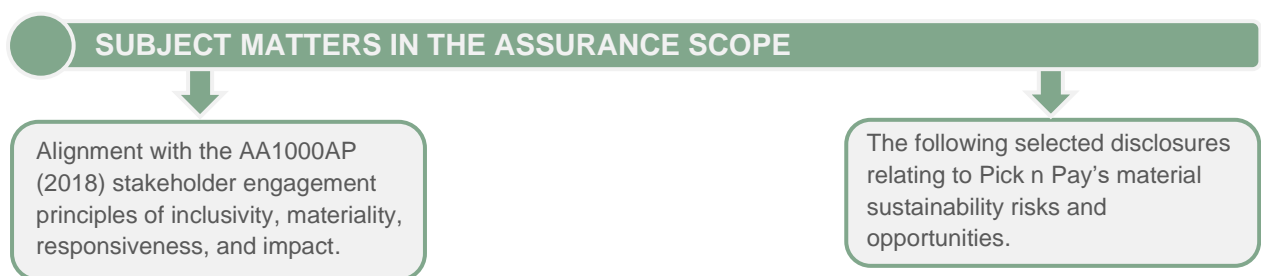 SUBJECT MATTERS IN THE ASSURANCE SCOPE
Alignment with the AA1000AP
(2018) stakeholder engagement
principles of inclusivity, materiality,
responsiveness, and impact.
The following selected disclosures
relating to Pick n Pay's material
sustainability risks and
opportunities.